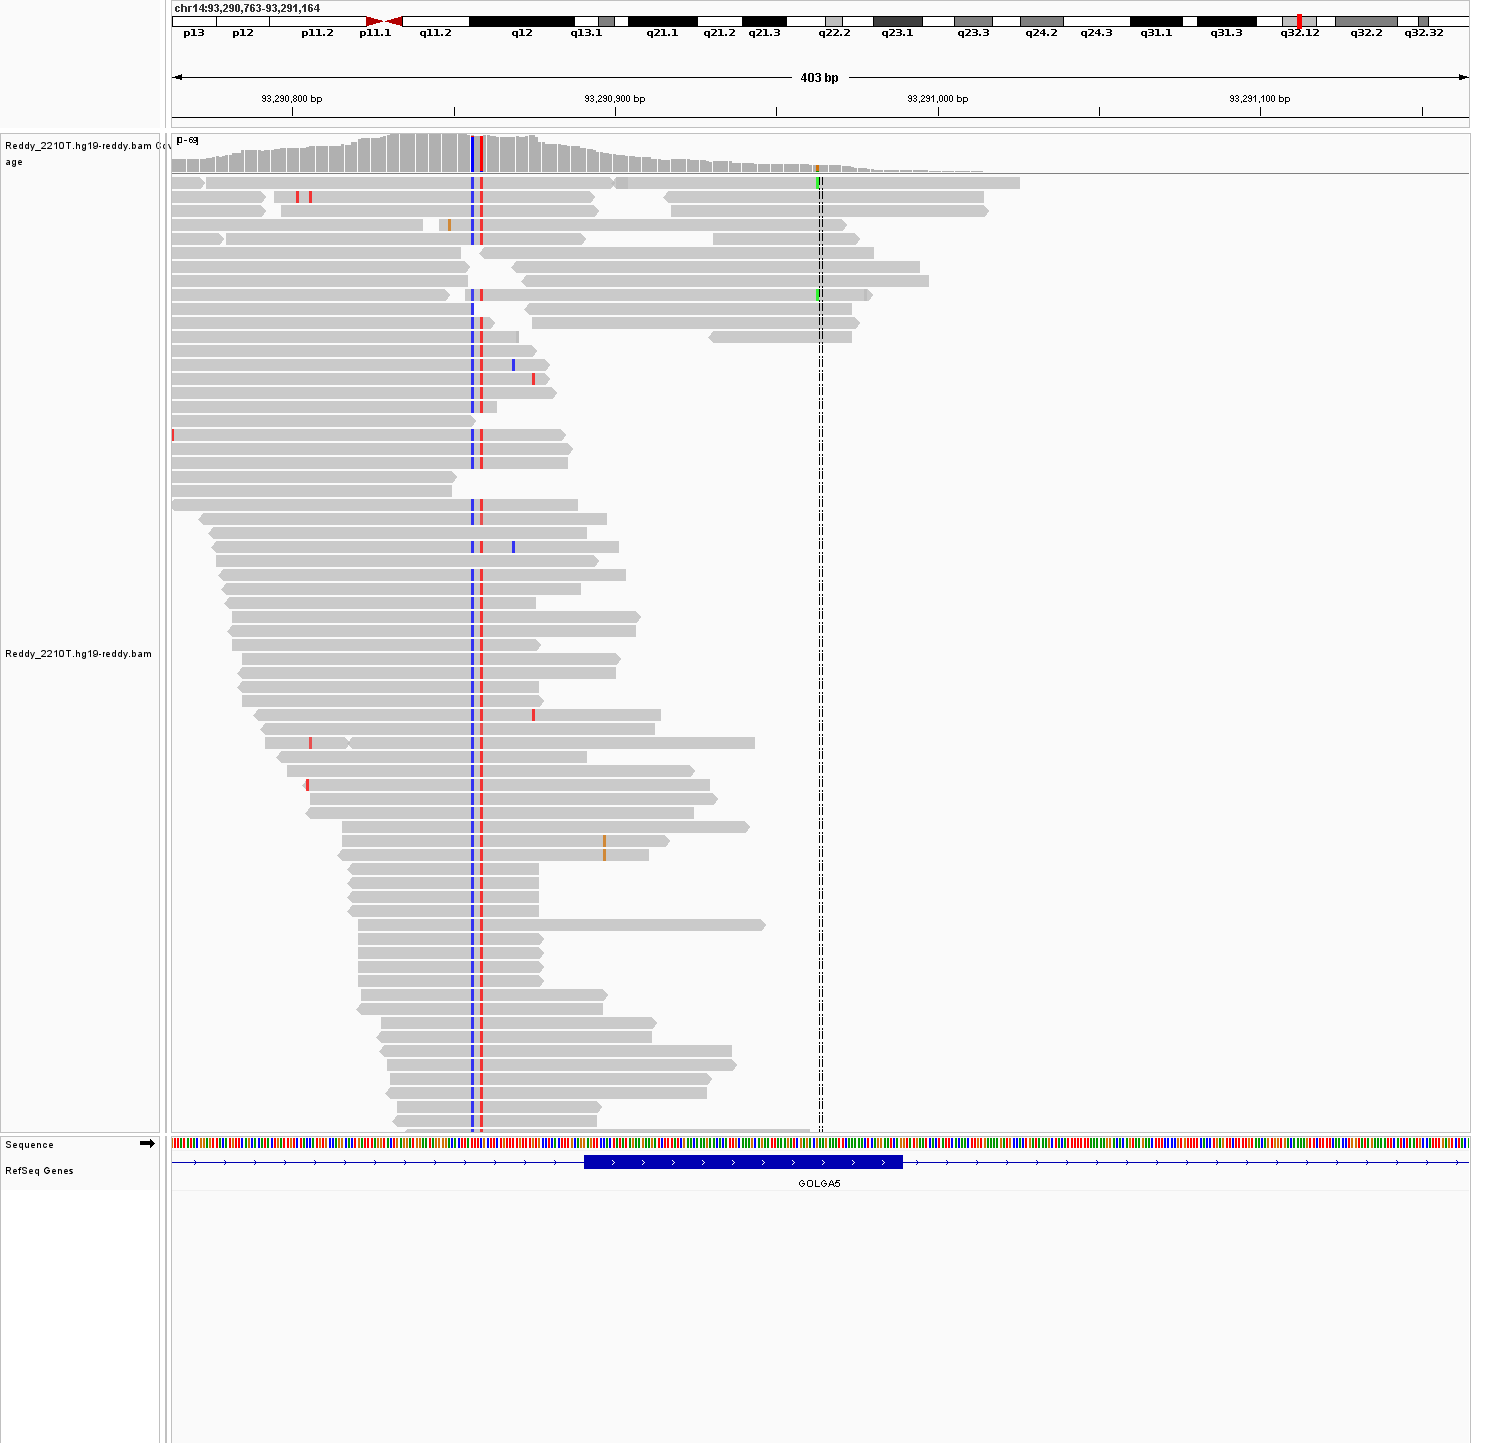 chr14:93,290,763-93,291,164
p13 p12 p11.2 p11.1 q11.2 q12 q13.1 q21.1 q21.2 q21.3 q22.2 q23.1 q23.3 q24.2 q24.3 q31.1 q31.3 q32.12 q32.2 q32.32
403 bp
93,290,800 bp 93,290,900 bp 93,291,000 bp 93,291,100 bp
[0-69]
Reddy_2210T.hg19-reddy.bam Cov
age
Reddy_2210T.hg19-reddy.bam
Sequence
RefSeq Genes
GOLGA5